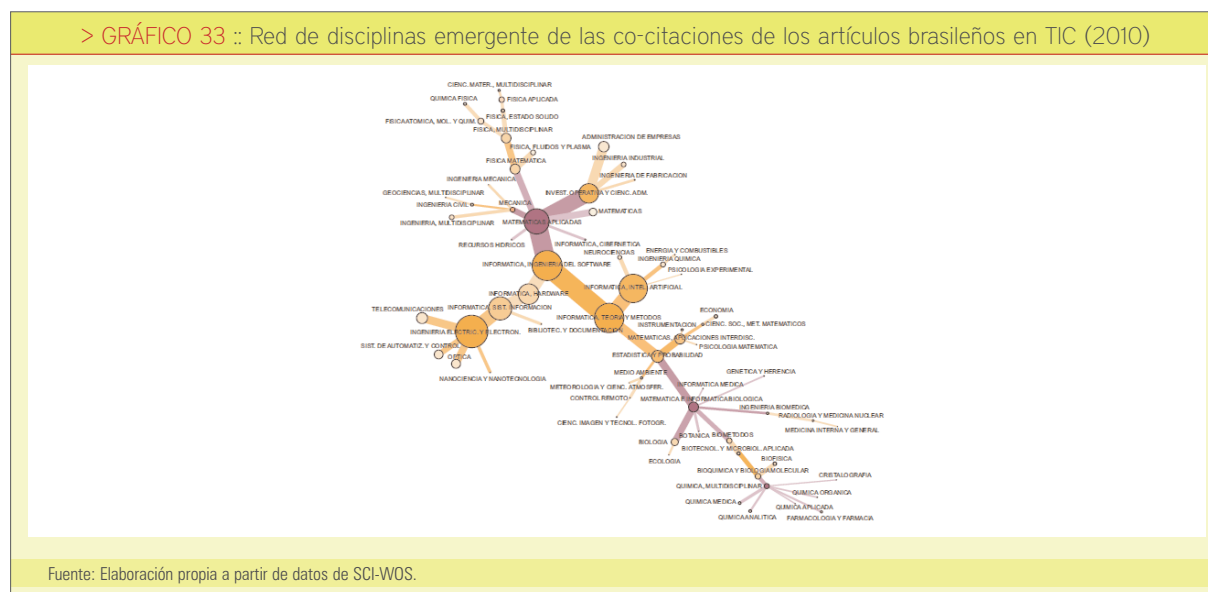 > GRÁFICO 33 :: Red de disciplinas emergente de las co-citaciones de los artículos brasileños en TIC (2010)
CIENC. MATER., MULTIDISCIPLINAR
QUIMICA FISICA
FISICA APLICADA
FISICA, ESTADO SOLIDO
FISICA ATOMICA, MOL. Y QUIM.
FISICA, MULTIDISCIPLINAR
ADMINISTRACION DE EMPRESAS
FISICA, FLUIDOS Y PLASMA
INGENIERIA INDUSTRIAL
FISICA MATEMATICA
INGENIERIA DE FABRICACION
INGENIERIA MECANICA
GEOCIENCIAS, MULTIDISCIPLINAR
INVEST. OPERATIVA Y CIENC. ADM.
INGENIERIA CIVIL
MECANICA
MATEMATICAS
INGENIERIA, MULTIDISCIPLINAR
MATEMATICAS APLICADAS
RECURSOS HIDRICOS
INFORMATICA, CIBERNETICA
NEUROCIENCIAS
ENERGIA Y COMBUSTIBLES
INGENIERIA QUIMICA
INFORMATICA, INGENIERIA DEL SOFTWARE
PSICOLOGIA EXPERIMENTAL
INFORMATICA, INTEL. ARTIFICIAL
INFORMATICA, HARDWARE
TELECOMUNICACIONES
INFORMATICA, SIST. INFORMACION
ECONOMIA
INFORMATICA, TEORIA Y METODOS
INSTRUMENTACION
CIENC. SOC., MET. MATEMATICOS
INGENIERIA ELECTRIC. Y ELECTRON.
BIBLIOTEC. Y DOCUMENTACION
MATEMATICAS, APLICACIONES INTERDISC.
SIST. DE AUTOMATIZ. Y CONTROL
PSICOLOGIA MATEMATICA
OPTICA
ESTADISTICA Y PROBABILIDAD
NANOCIENCIA Y NANOTECNOLOGIA
MEDIO AMBIENTE
GENETICA Y HERENCIA
METEOROLOGIA Y CIENC. ATMOSFER.
INFORMATICA MEDICA
CONTROL REMOTO
MATEMATICA E INFORMATICA BIOLOGICA
INGENIERIA BIOMEDICA
RADIOLOGIA Y MEDICINA NUCLEAR
CIENC. IMAGEN Y TECNOL. FOTOGR.
MEDICINA INTERNA Y GENERAL
BOTANICA
BIOMETODOS
BIOLOGIA
BIOTECNOL. Y MICROBIOL. APLICADA
ECOLOGIA
BIOFISICA
BIOQUIMICA Y BIOLOGIA MOLECULAR
CRISTALOGRAFIA
QUIMICA, MULTIDISCIPLINAR
QUIMICA ORGANICA
QUIMICA MEDICA
QUIMICA APLICADA
QUIMICA ANALITICA
FARMACOLOGIA Y FARMACIA
Fuente: Elaboración propia a partir de datos de SCI-WOS.